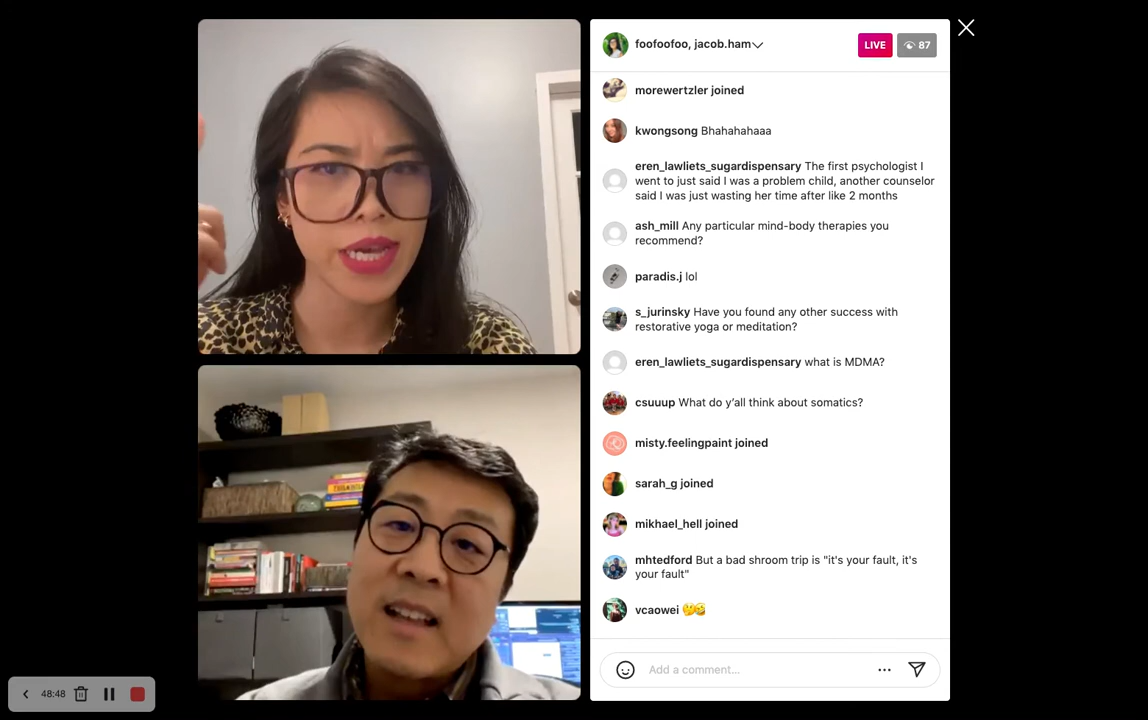 foofoofoo, jacob.ham
LIVE
87
morewertzler joined
kwongsong Bhahahahaaa
eren_lawliets_sugardispensary The first psychologist I
went to just said I was a problem child, another counselor
said I was just wasting her time after like 2 months
ash_mill Any particular mind-body therapies you
recommend?
paradis.j lol
s_jurinsky Have you found any other success with
restorative yoga or meditation?
eren_lawliets_sugardispensary what is MDMA?
csuuup What do y'all think about somatics?
misty.feelingpaint joined
sarah_g joined
mikhael_hell joined
mhtedford But a bad shroom trip is "it's your fault, it's
your fault"
vcaowei 🤔🤣
Add a comment...
48:48